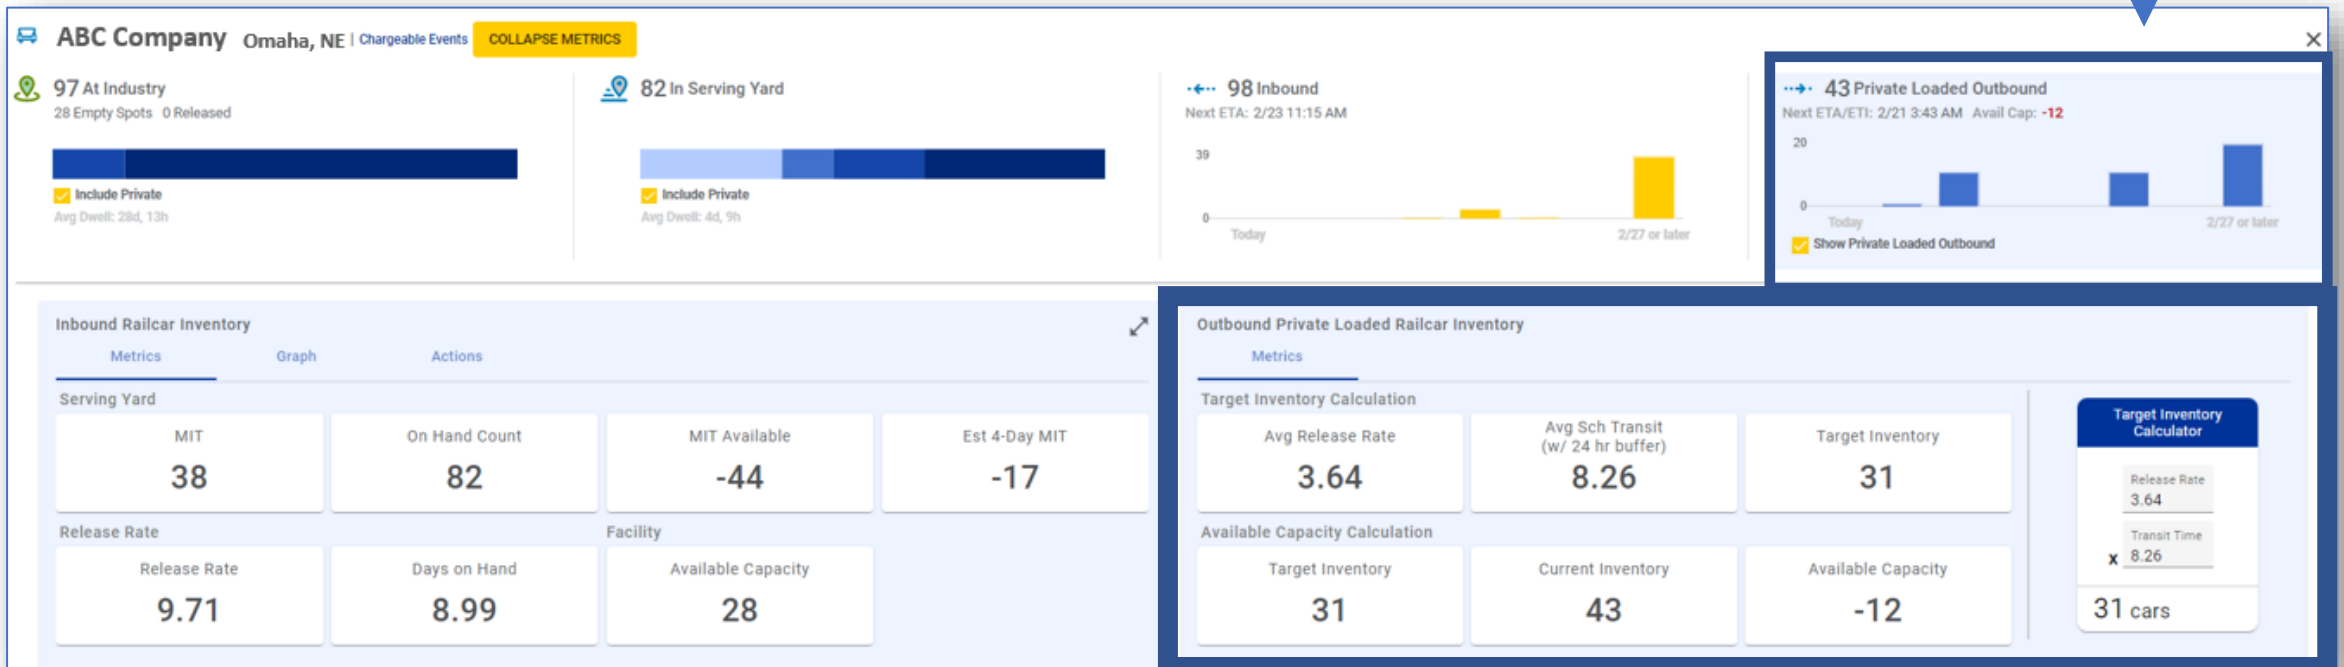 ABC Company Omaha, NE | Chargeable Events COLLAPSE METRICS
97 At Industry
28 Empty Spots 0 Released
Include Private
Avg Dwell: 28d, 13h
82 In Serving Yard
Include Private
Avg Dwell: 4d, 9h
98 Inbound
Next ETA: 2/23 11:15 AM
39
0
Today 2/27 or later
43 Private Loaded Outbound
Next ETA/ETI: 2/21 3:43 AM Avail Cap: -12
20
0
Today 2/27 or later
Show Private Loaded Outbound
Inbound Railcar Inventory
Metrics Graph Actions
Serving Yard
MIT On Hand Count MIT Available Est 4-Day MIT
38 82 -44 -17
Release Rate Facility
Release Rate Days on Hand Available Capacity
9.71 8.99 28
Outbound Private Loaded Railcar Inventory
Metrics
Target Inventory Calculation
Avg Release Rate
3.64
Avg Sch Transit
(w/ 24 hr buffer)
8.26
Target Inventory
31
Available Capacity Calculation
Target Inventory Current Inventory Available Capacity
31 43 -12
Target Inventory
Calculator
Release Rate
3.64
Transit Time
x 8.26
31 cars